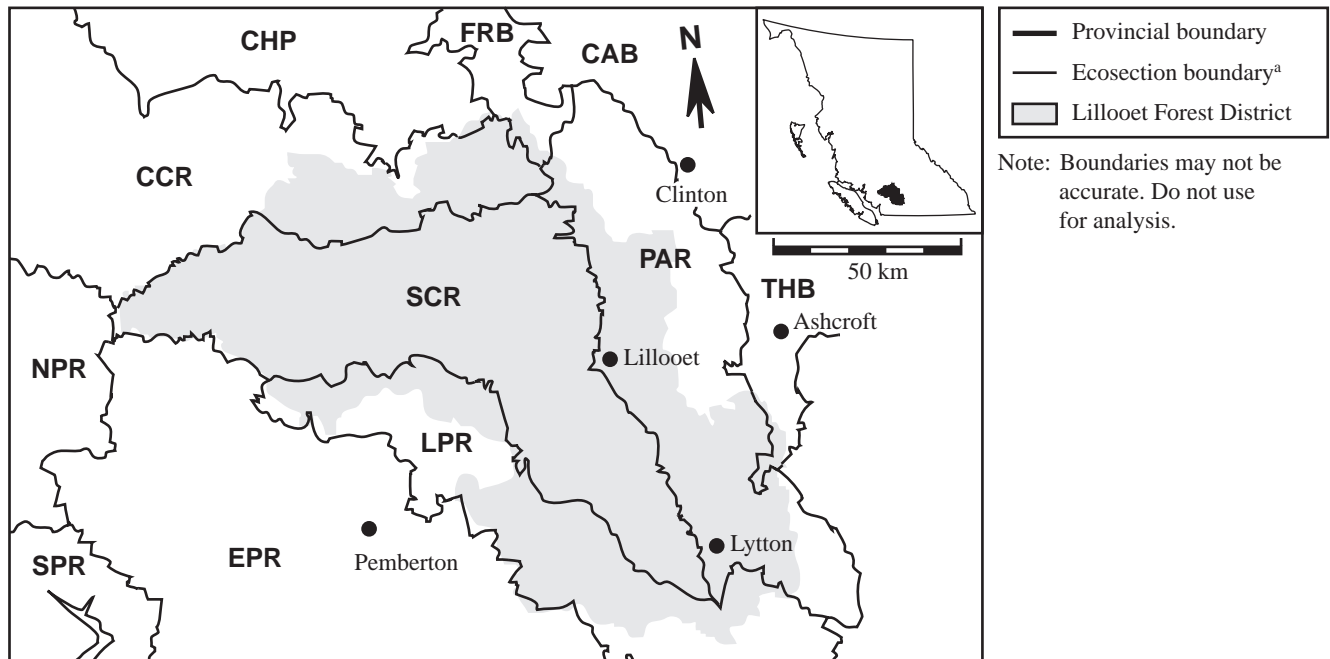 CHP
FRB
CAB
N
CCR
Clinton
PAR
50 km
SCR
THB
Ashcroft
Lillooet
NPR
LPR
Lytton
SPR
EPR
Pemberton
Provincial boundary
Ecosection boundaryᵃ
Lillooet Forest District
Note: Boundaries may not be
accurate. Do not use
for analysis.